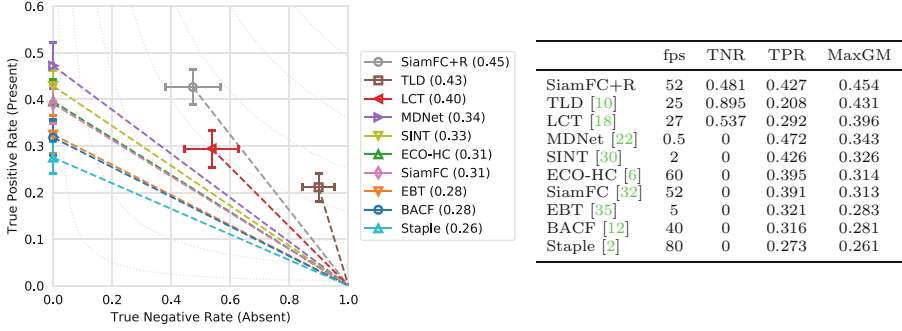 0.6
0.5
0.4
0.3
0.2
0.1
0.0
True Positive Rate (Present)
0.0 0.2 0.4 0.6 0.8 1.0
True Negative Rate (Absent)
SiamFC+R (0.45)
TLD (0.43)
LCT (0.40)
MDNet (0.34)
SINT (0.33)
ECO-HC (0.31)
SiamFC (0.31)
EBT (0.28)
BACF (0.28)
Staple (0.26)
fps TNR TPR MaxGM
SiamFC+R 52 0.481 0.427 0.454
TLD [10] 25 0.895 0.208 0.431
LCT [18] 27 0.537 0.292 0.396
MDNet [22] 0.5 0 0.472 0.343
SINT [30] 2 0 0.426 0.326
ECO-HC [6] 60 0 0.395 0.314
SiamFC [32] 52 0 0.391 0.313
EBT [35] 5 0 0.321 0.283
BACF [12] 40 0 0.316 0.281
Staple [2] 80 0 0.273 0.261